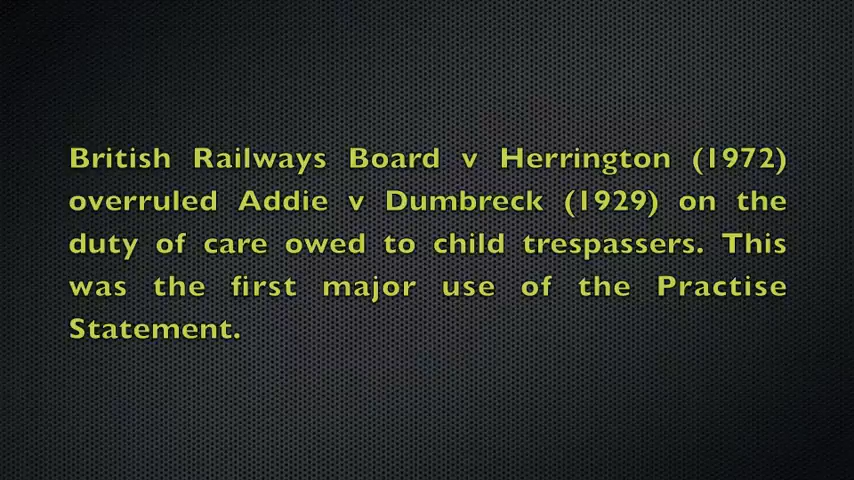 British Railways Board v Herrington (1972)
overruled Addie v Dumbreck (1929) on the
duty of care owed to child trespassers. This
was the first major use of the Practise
Statement.